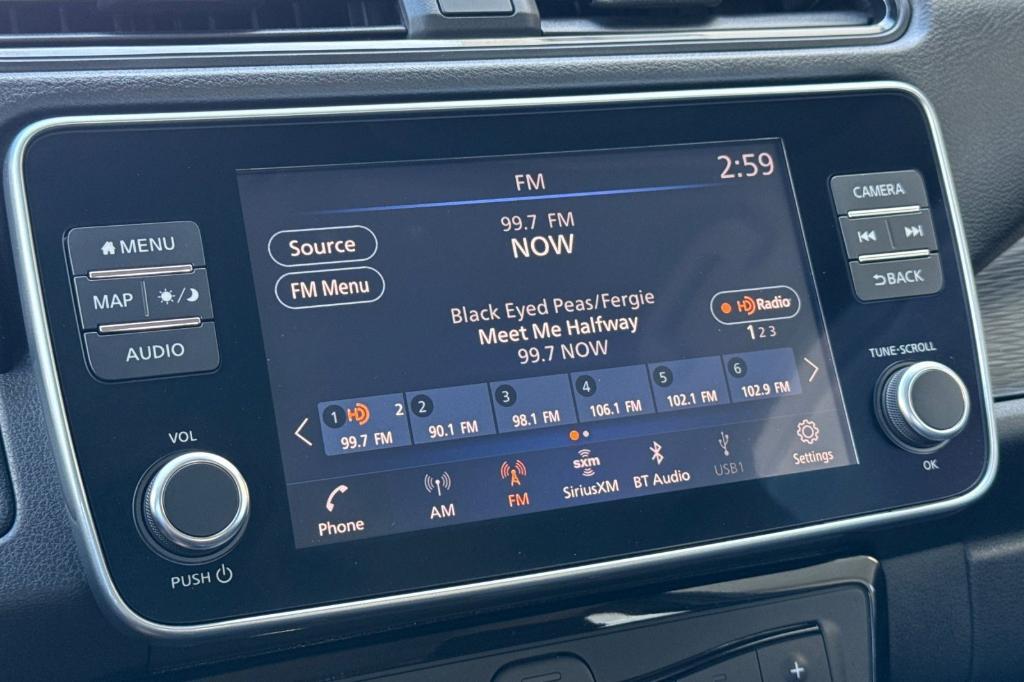 FM
2:59
99.7 FM
NOW
Source
FM Menu
Black Eyed Peas/Fergie
Meet Me Halfway
99.7 NOW
HD Radio
1 2 3
1 HD 2
99.7 FM
2
90.1 FM
3
98.1 FM
4
106.1 FM
5
102.1 FM
6
102.9 FM
Phone
AM
FM
sxm
SiriusXM
BT Audio
USB1
Settings
MENU
MAP
AUDIO
VOL
PUSH
CAMERA
BACK
TUNE·SCROLL
OK
+